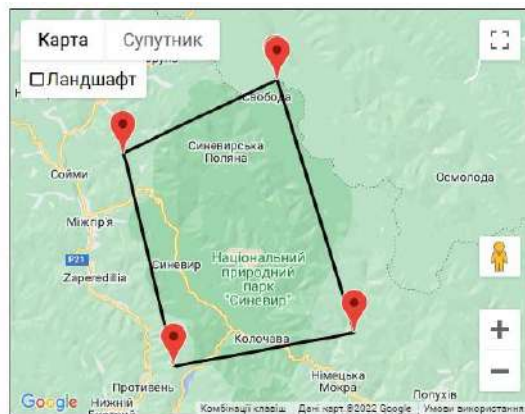 Карта Супутник
Ландшафт
Свобода
Синевирська
Поляна
Осмолода
Сойми
Міжгір'я
P21
Zaperedillia
Синевир
Національний
природний
парк
"Синевир"
Колочава
Німецька
Мокра
Противень
Нижній
Лопухів
Google
Комбінації клавіш Дані карт ©2022 Google Умови використання